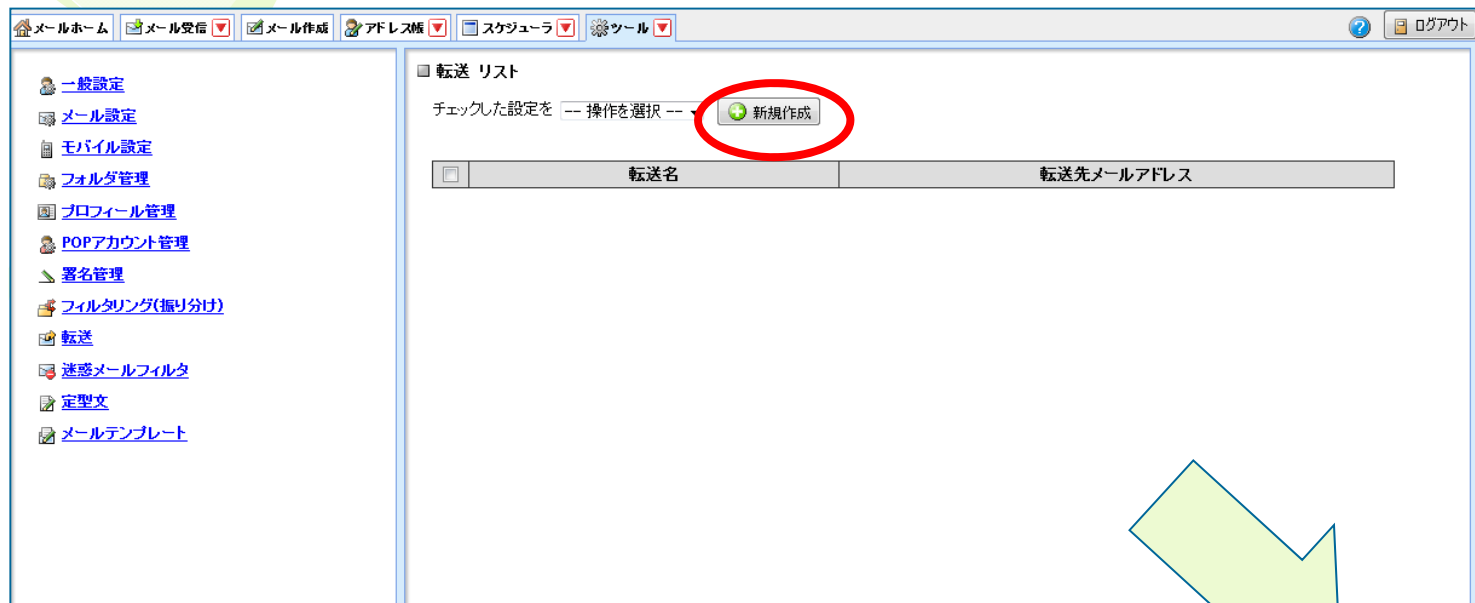 メールホーム メール受信 メール作成 アドレス帳 スケジューラ ツール ログアウト
一般設定
メール設定
モバイル設定
フォルダ管理
プロフィール管理
POPアカウント管理
署名管理
フィルタリング(振り分け)
転送
迷惑メールフィルタ
定型文
メールテンプレート
転送 リスト
チェックした設定を -- 操作を選択 -- 新規作成
転送名 転送先メールアドレス